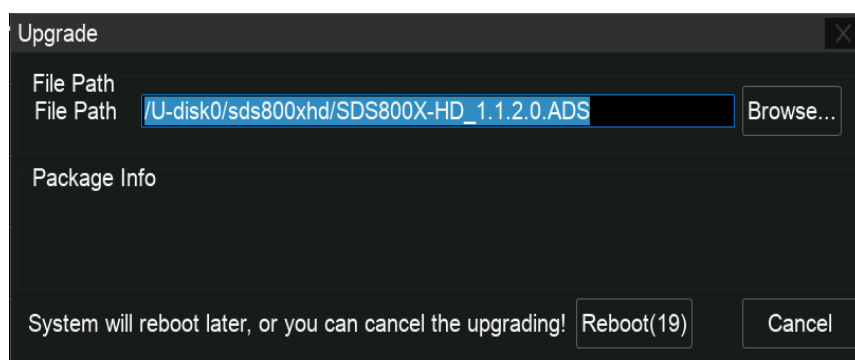 Upgrade X
File Path
File Path /U-disk0/sds800xhd/SDS800X-HD_1.1.2.0.ADS Browse...
Package Info
System will reboot later, or you can cancel the upgrading! Reboot(19) Cancel